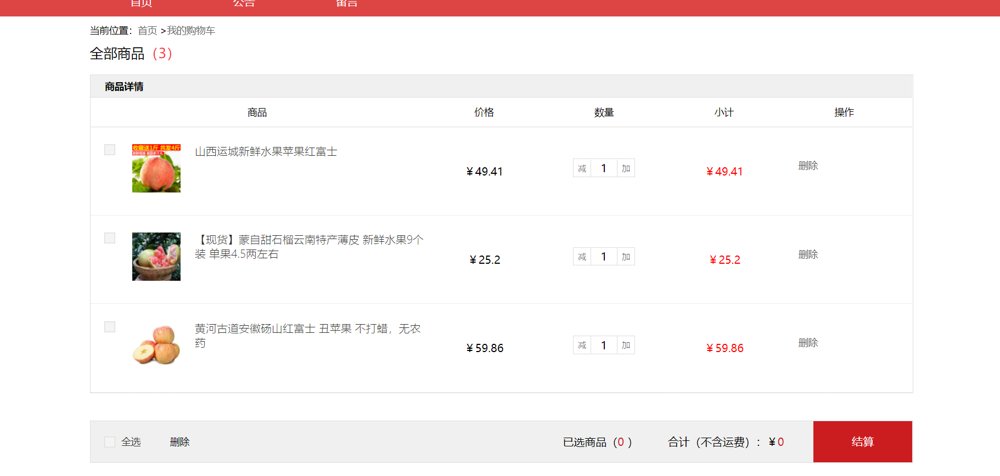 首页 公告 留言
当前位置：首页 >我的购物车
全部商品（3）
商品详情
商品 价格 数量 小计 操作
收藏送1斤 共发4斤
山西运城新鲜水果苹果红富士
¥49.41 减 1 加 ¥49.41 删除
【现货】蒙自甜石榴云南特产薄皮 新鲜水果9个
装 单果4.5两左右
¥25.2 减 1 加 ¥25.2 删除
黄河古道安徽砀山红富士 丑苹果 不打蜡，无农
药
¥59.86 减 1 加 ¥59.86 删除
全选 删除 已选商品（0 ） 合计（不含运费）：¥0 结算